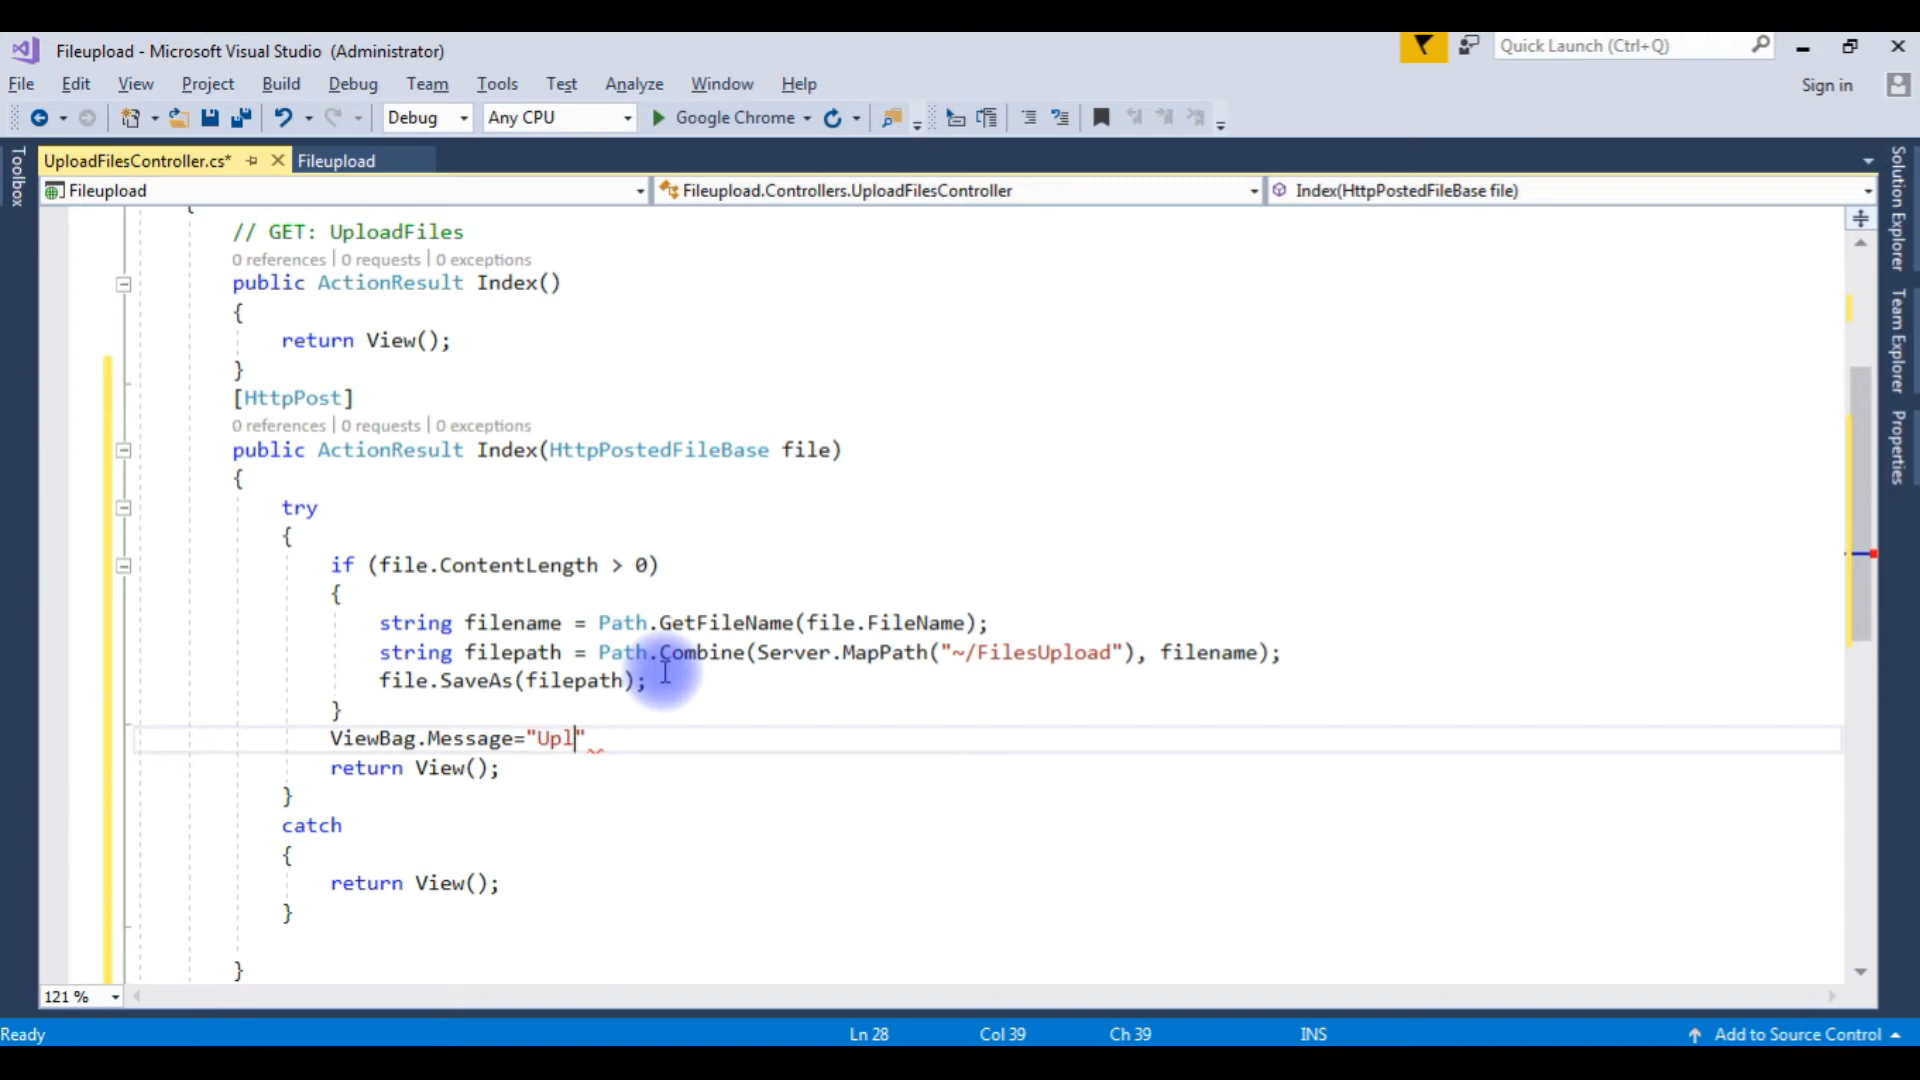 Fileupload - Microsoft Visual Studio (Administrator)
Quick Launch (Ctrl+Q)
File Edit View Project Build Debug Team Tools Test Analyze Window Help
Sign in
Debug Any CPU Google Chrome
Toolbox
UploadFilesController.cs* Fileupload
Fileupload Fileupload.Controllers.UploadFilesController Index(HttpPostedFileBase file)
// GET: UploadFiles
0 references | 0 requests | 0 exceptions
public ActionResult Index()
{
return View();
}
[HttpPost]
0 references | 0 requests | 0 exceptions
public ActionResult Index(HttpPostedFileBase file)
{
try
{
if (file.ContentLength > 0)
{
string filename = Path.GetFileName(file.FileName);
string filepath = Path.Combine(Server.MapPath("~/FilesUpload"), filename);
file.SaveAs(filepath);
}
ViewBag.Message="Upl"
return View();
}
catch
{
return View();
}
}
Solution Explorer
Team Explorer
Properties
121 %
Ready Ln 28 Col 39 Ch 39 INS Add to Source Control